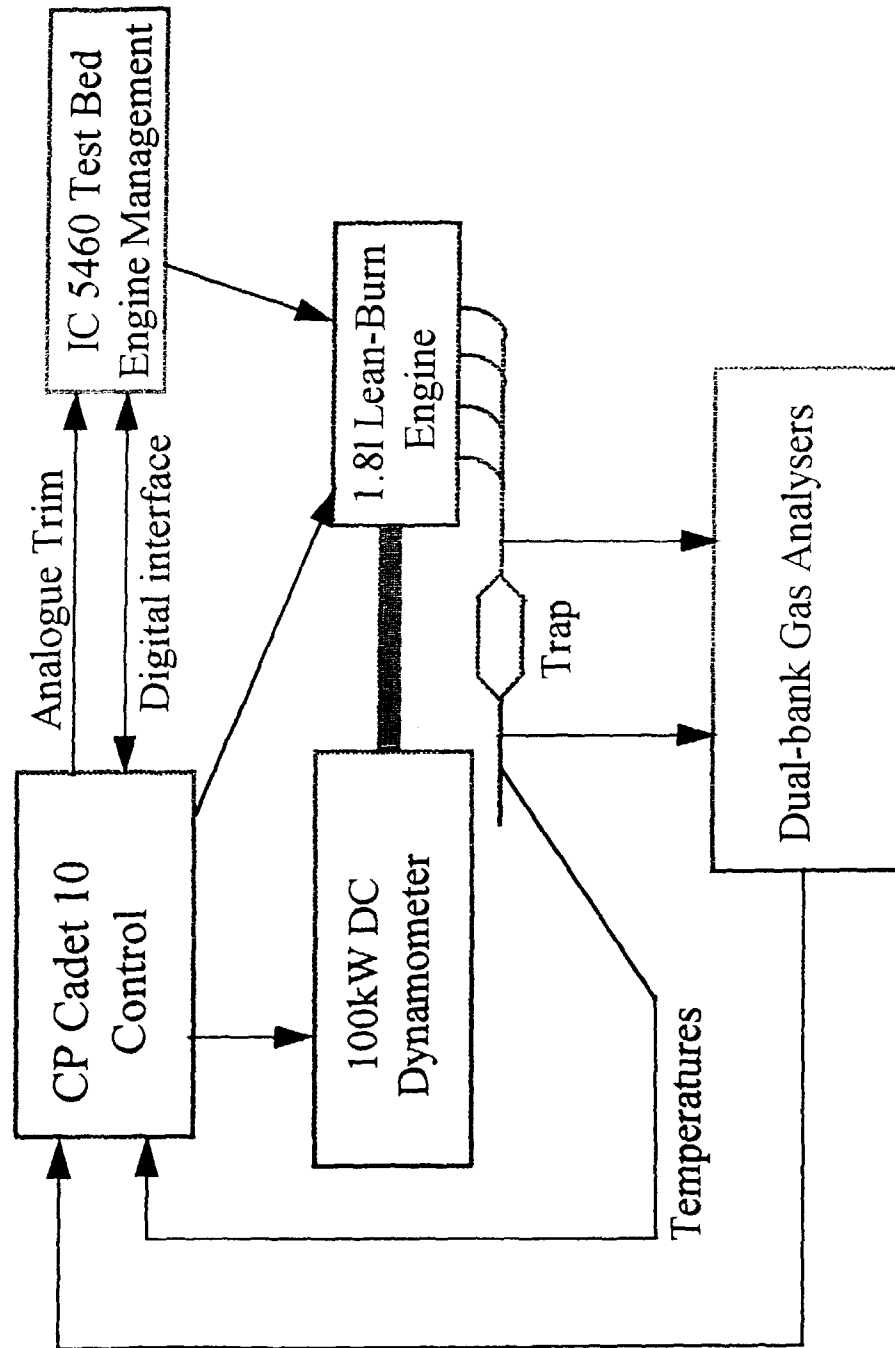 CP Cadet 10
Control
Analogue Trim
Digital interface
IC 5460 Test Bed
Engine Management
100kW DC
Dynamometer
1.8l Lean-Burn
Engine
Trap
Temperatures
Dual-bank Gas Analysers